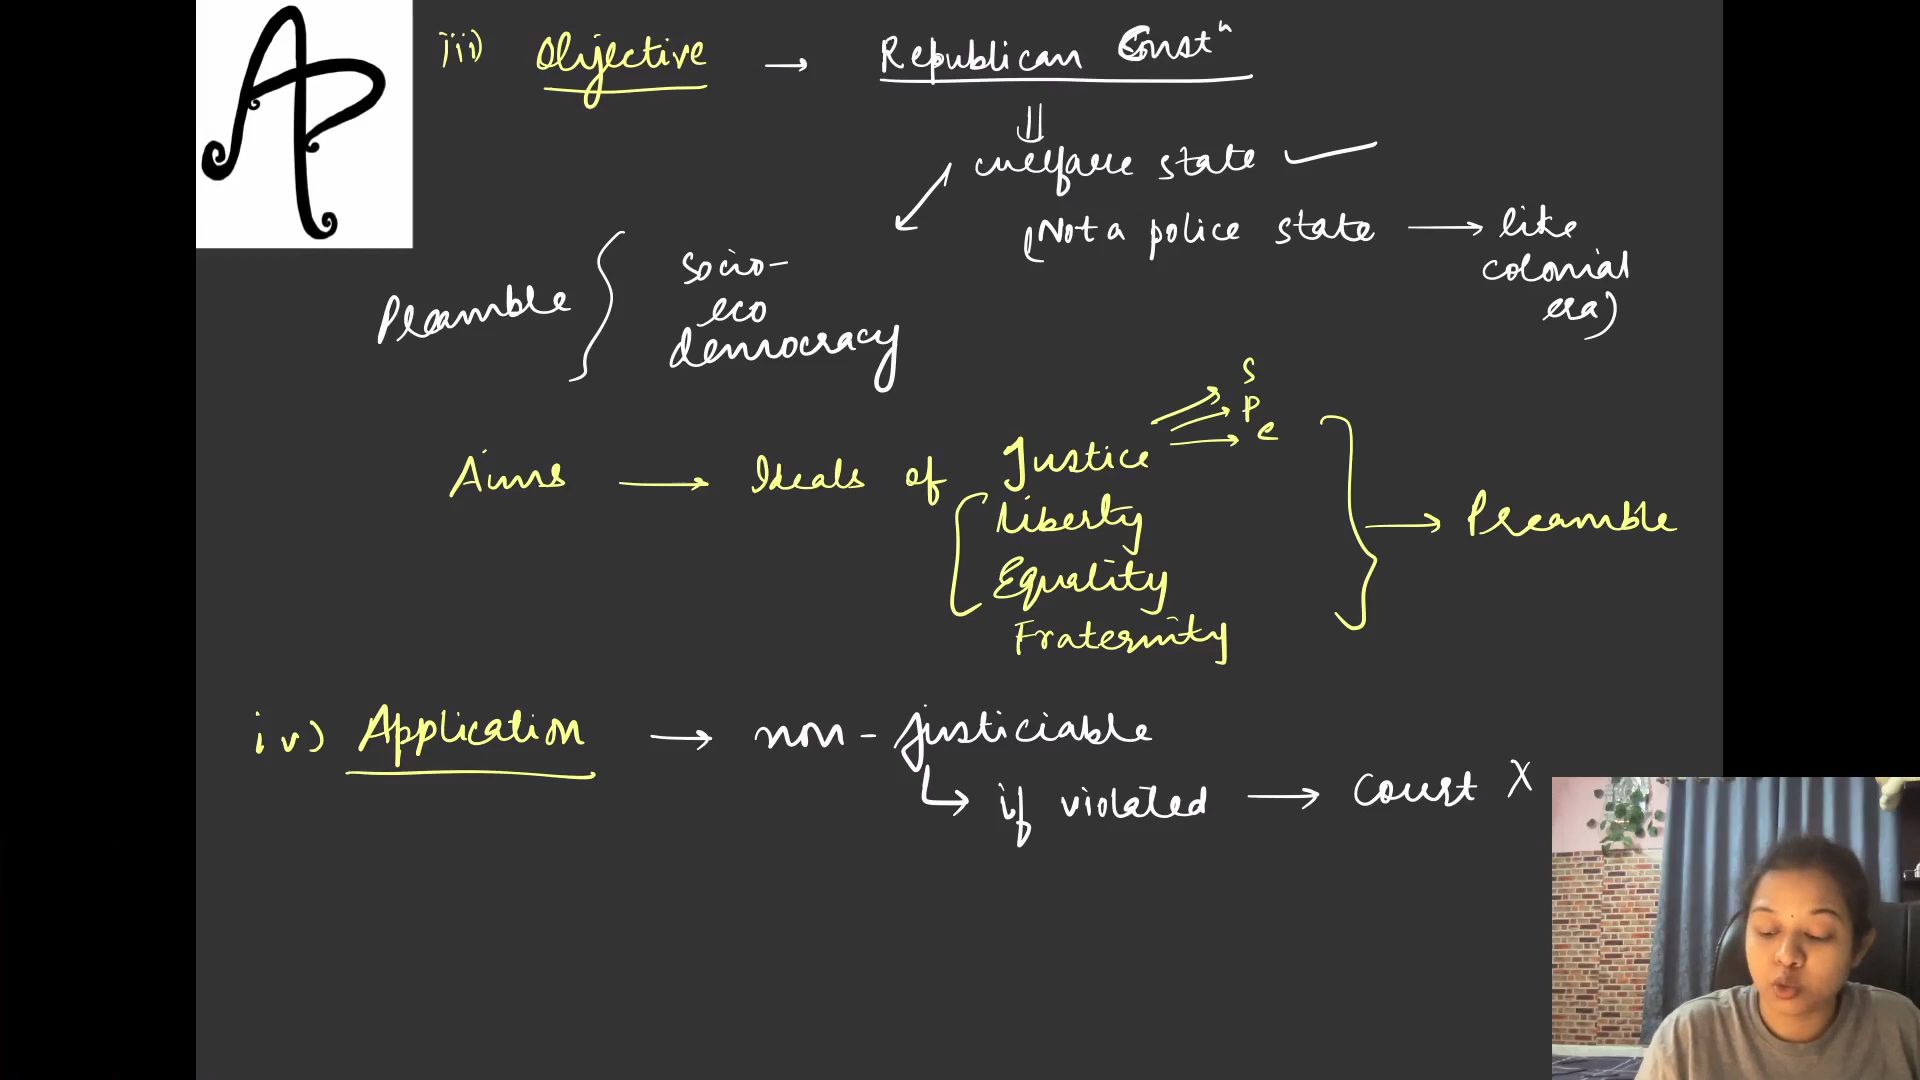 AP
iii) Objective → Republican Constⁿ
⇓
welfare state ✓
(Not a police state → like
colonial
era)
Preamble { socio-
eco
democracy
Aims → Ideals of Justice → S
P
e
Liberty
Equality
Fraternity
} → Preamble
iv) Application → non-justiciable
↳ if violated → court X